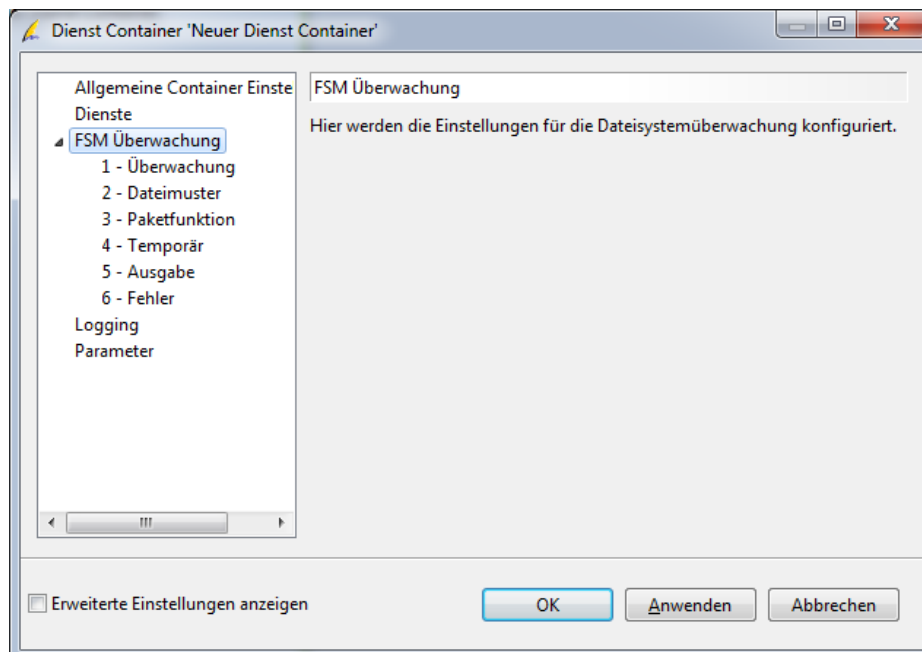 Dienst Container 'Neuer Dienst Container'
Allgemeine Container Einste
Dienste
FSM Überwachung
1 - Überwachung
2 - Dateimuster
3 - Paketfunktion
4 - Temporär
5 - Ausgabe
6 - Fehler
Logging
Parameter
FSM Überwachung
Hier werden die Einstellungen für die Dateisystemüberwachung konfiguriert.
Erweiterte Einstellungen anzeigen
OK
Anwenden
Abbrechen